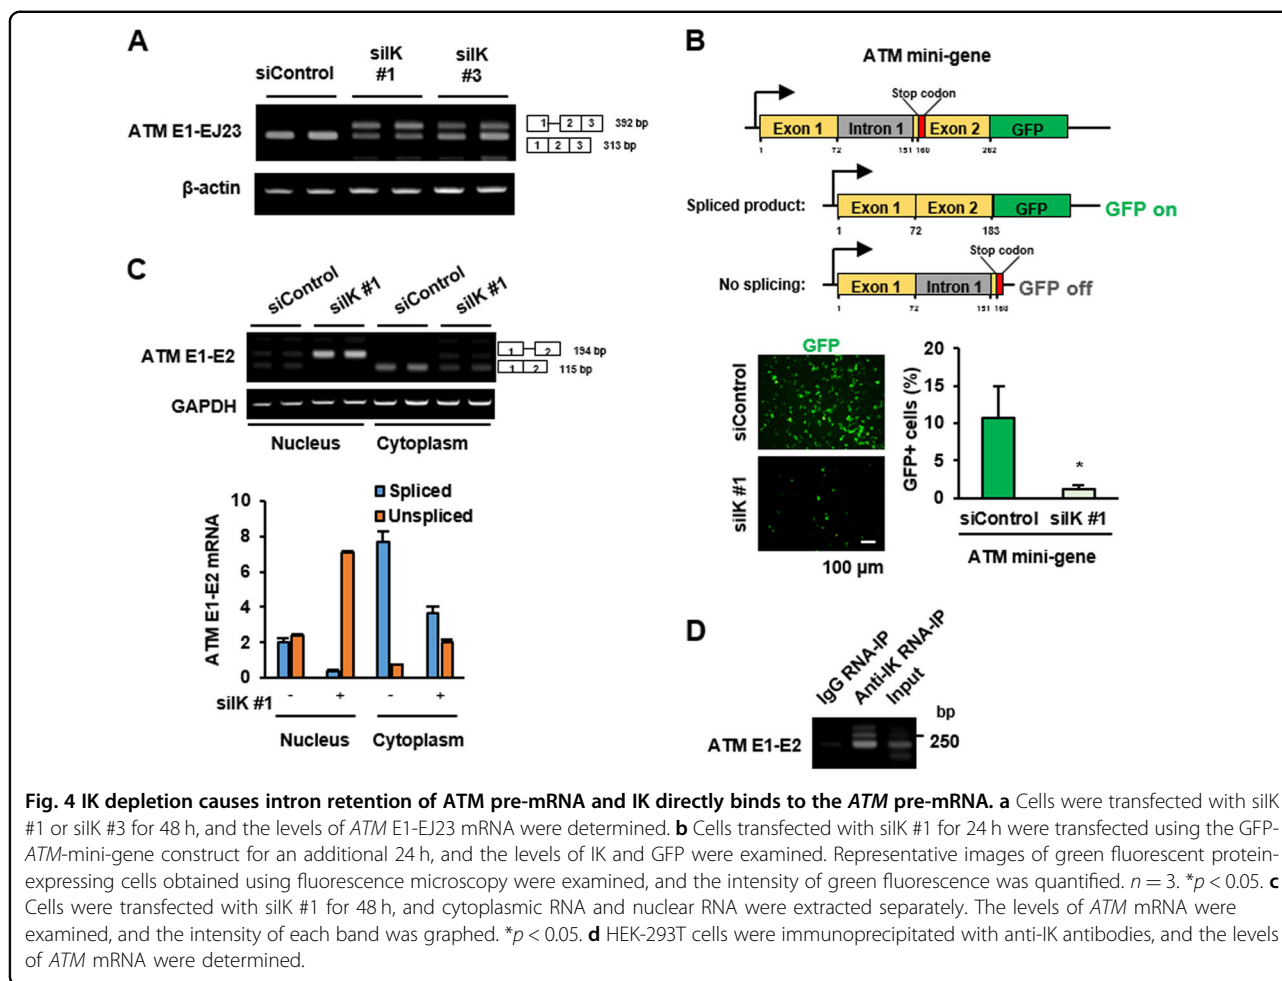 A
siControl
siIK
#1
siIK
#3
ATM E1-EJ23
1 2 3 392 bp
1 2 3 313 bp
β-actin
B
ATM mini-gene
Stop codon
Exon 1 Intron 1 Exon 2 GFP
1 72 151 160 262
Spliced product: Exon 1 Exon 2 GFP GFP on
1 72 183
Stop codon
No splicing: Exon 1 Intron 1 GFP off
1 72 151 160
GFP
siControl
siIK #1
100 µm
GFP+ cells (%)
20
15
10
5
0
*
siControl siIK #1
ATM mini-gene
C
siControl siIK #1 siControl siIK #1
ATM E1-E2
1 2 194 bp
1 2 115 bp
GAPDH
Nucleus Cytoplasm
ATM E1-E2 mRNA
10
8
6
4
2
0
Spliced
Unspliced
siIK #1 - + - +
Nucleus Cytoplasm
D
IgG RNA-IP Anti-IK RNA-IP Input
bp
ATM E1-E2 250
Fig. 4 IK depletion causes intron retention of ATM pre-mRNA and IK directly binds to the ATM pre-mRNA. a Cells were transfected with siIK
#1 or siIK #3 for 48 h, and the levels of ATM E1-EJ23 mRNA were determined. b Cells transfected with siIK #1 for 24 h were transfected using the GFP-
ATM-mini-gene construct for an additional 24 h, and the levels of IK and GFP were examined. Representative images of green fluorescent protein-
expressing cells obtained using fluorescence microscopy were examined, and the intensity of green fluorescence was quantified. n = 3. *p < 0.05. c
Cells were transfected with siIK #1 for 48 h, and cytoplasmic RNA and nuclear RNA were extracted separately. The levels of ATM mRNA were
examined, and the intensity of each band was graphed. *p < 0.05. d HEK-293T cells were immunoprecipitated with anti-IK antibodies, and the levels
of ATM mRNA were determined.